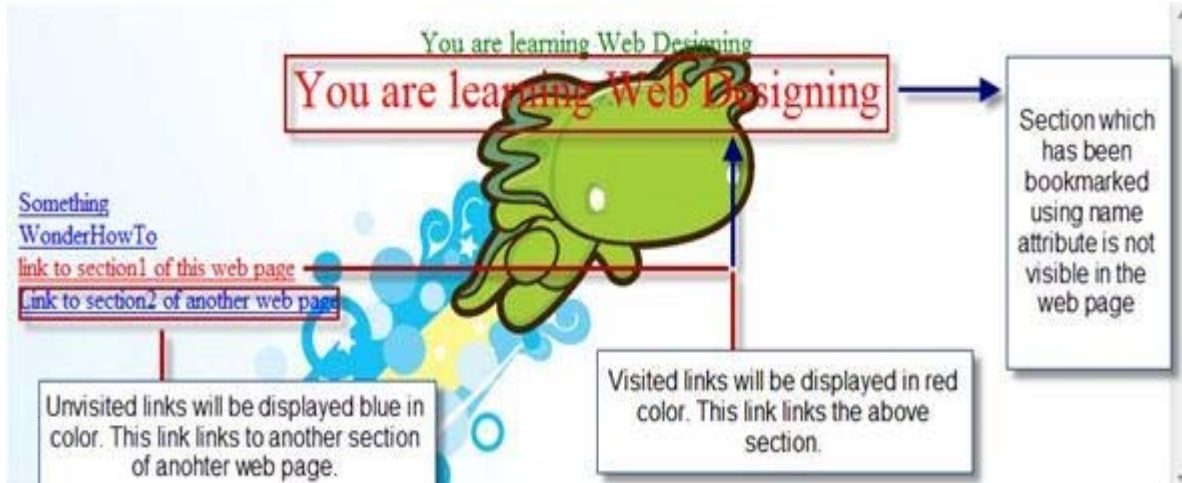 You are learning Web Designing
You are learning Web Designing
Section which
has been
bookmarked
using name
attribute is not
visible in the
web page
Something
WonderHowTo
link to section1 of this web page
Link to section2 of another web page
Unvisited links will be displayed blue in
color. This link links to another section
of anohter web page.
Visited links will be displayed in red
color. This link links the above
section.